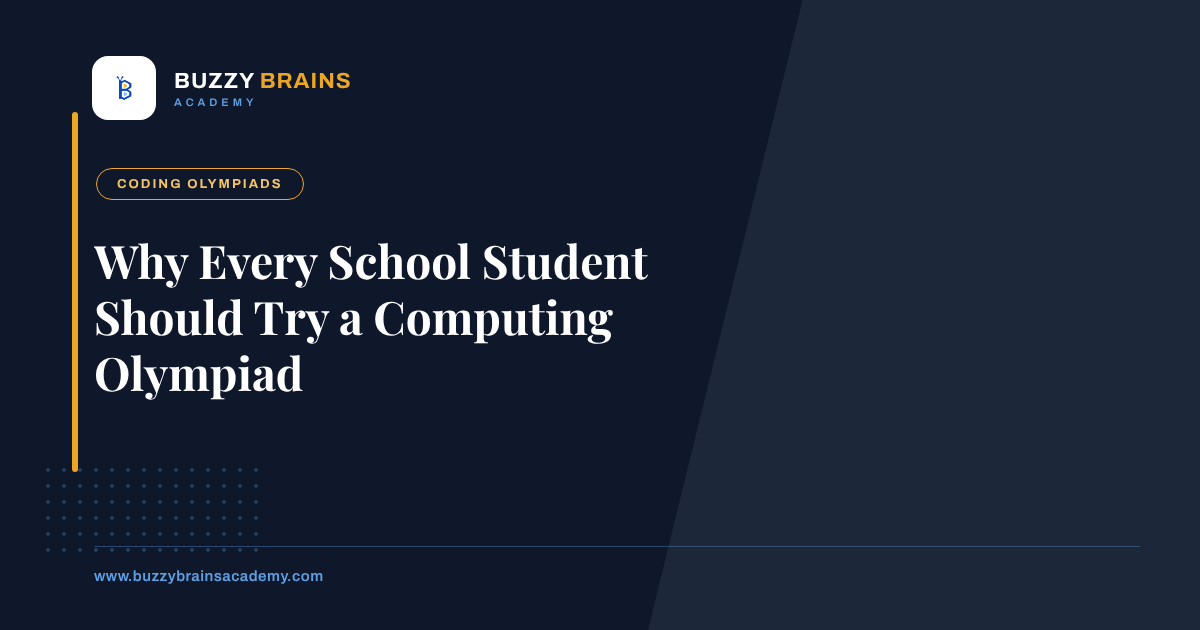 BUZZY BRAINS
ACADEMY
CODING OLYMPIADS
Why Every School Student
Should Try a Computing
Olympiad
www.buzzybrainsacademy.com